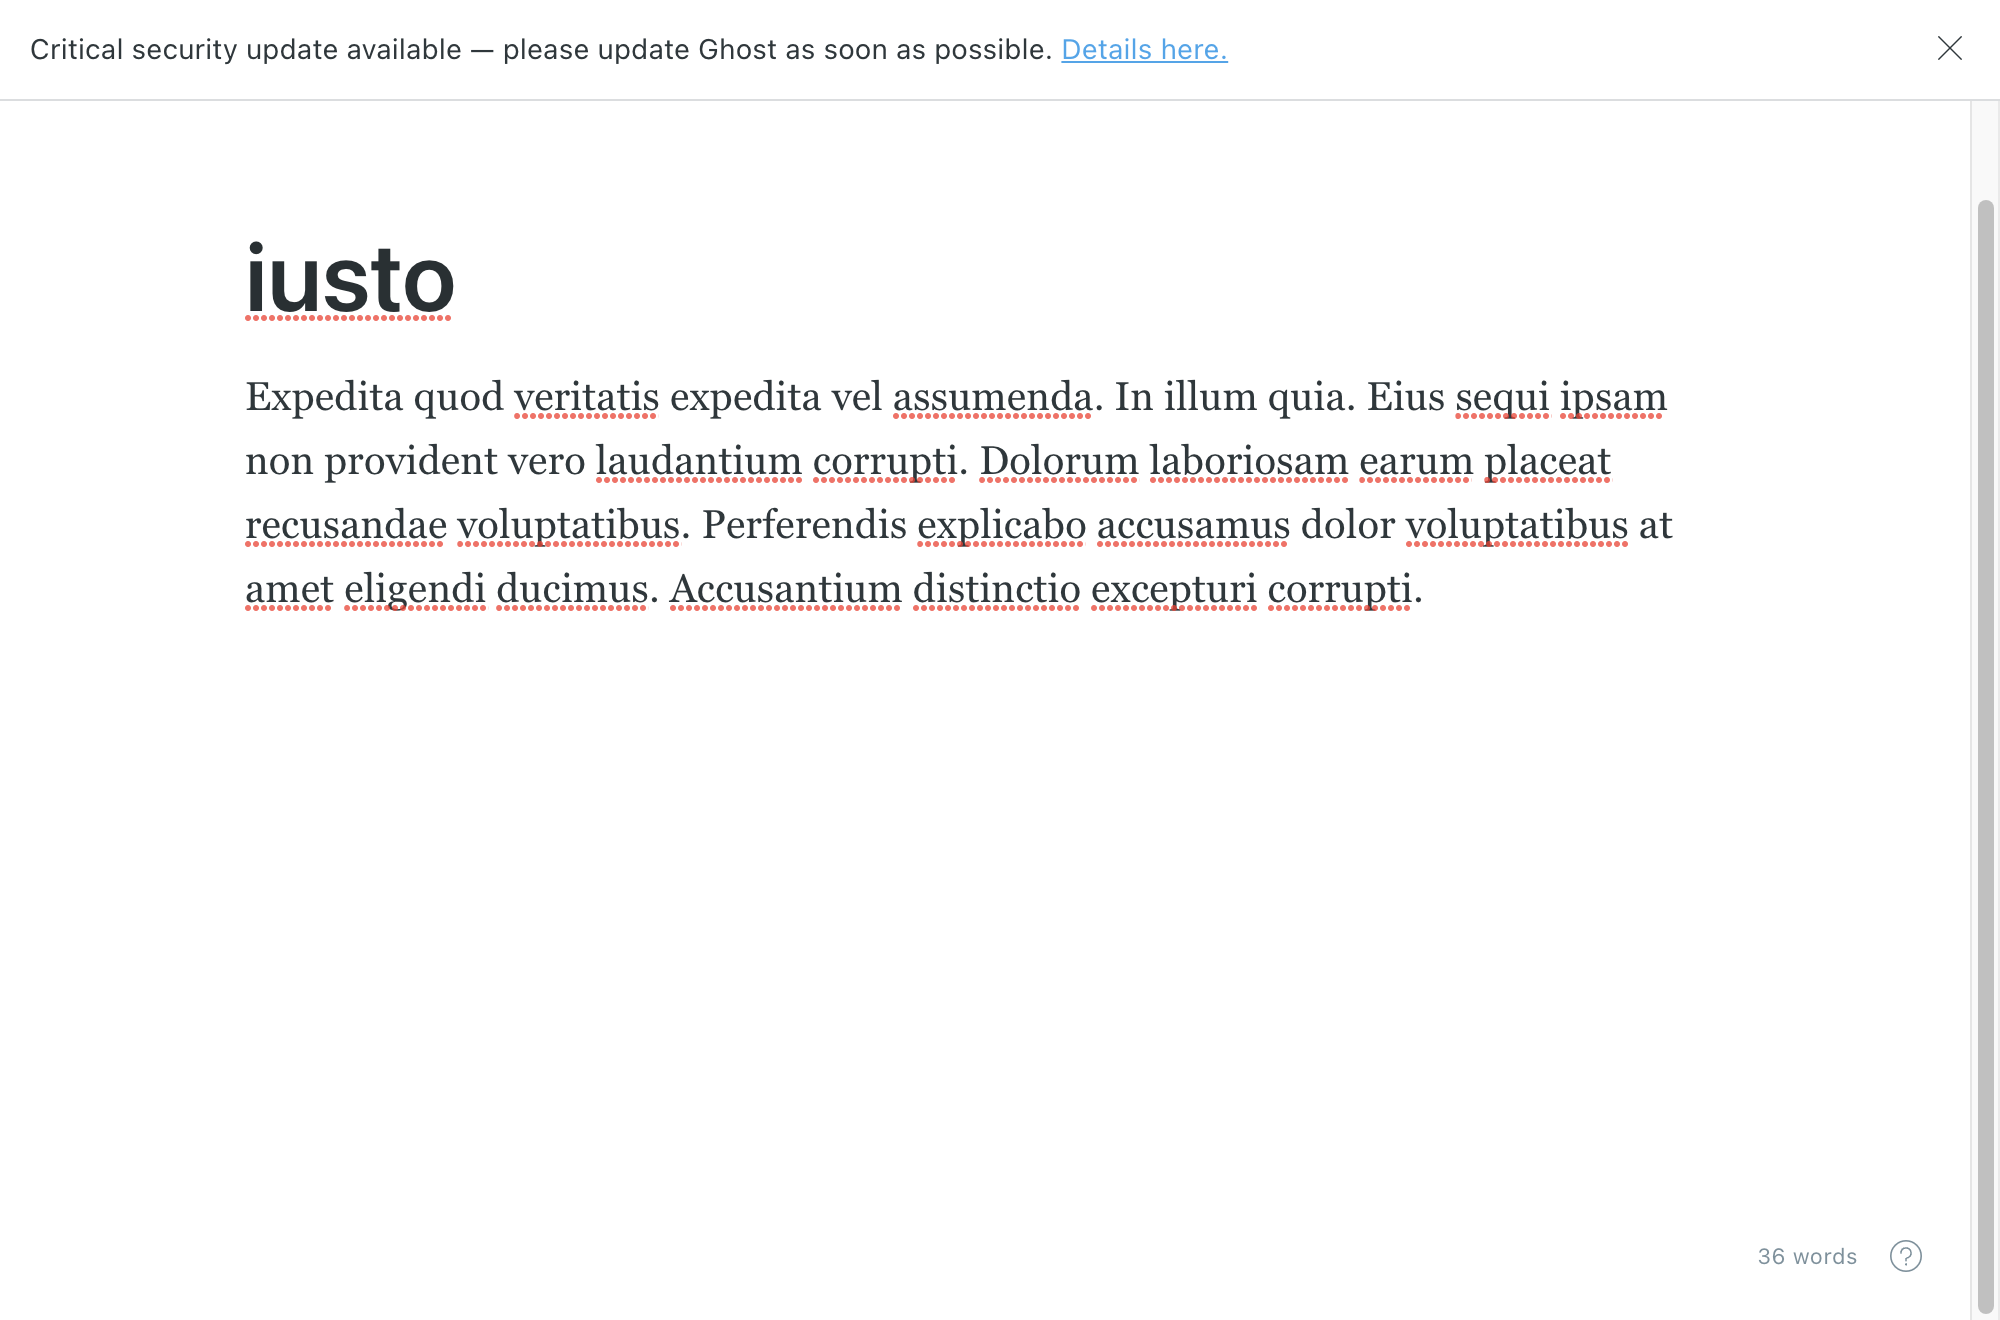 Critical security update available — please update Ghost as soon as possible. Details here.
iusto
Expedita quod veritatis expedita vel assumenda. In illum quia. Eius sequi ipsam
non provident vero laudantium corrupti. Dolorum laboriosam earum placeat
recusandae voluptatibus. Perferendis explicabo accusamus dolor voluptatibus at
amet eligendi ducimus. Accusantium distinctio excepturi corrupti.
36 words
?